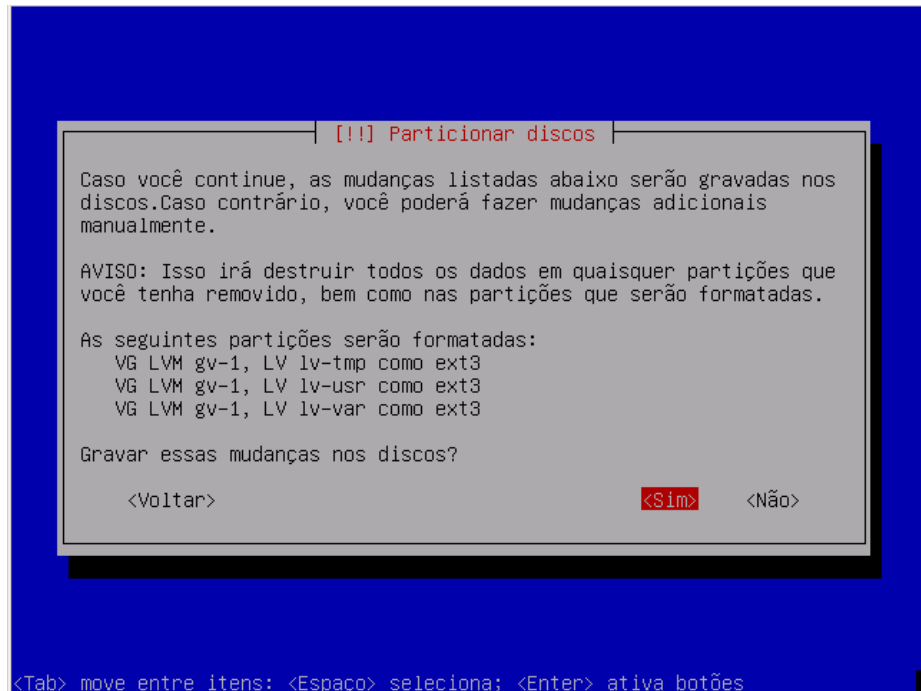 [!!] Particionar discos
Caso você continue, as mudanças listadas abaixo serão gravadas nos
discos.Caso contrário, você poderá fazer mudanças adicionais
manualmente.
AVISO: Isso irá destruir todos os dados em quaisquer partições que
você tenha removido, bem como nas partições que serão formatadas.
As seguintes partições serão formatadas:
VG LVM gv-1, LV lv-tmp como ext3
VG LVM gv-1, LV lv-usr como ext3
VG LVM gv-1, LV lv-var como ext3
Gravar essas mudanças nos discos?
<Voltar> <Sim> <Não>
<Tab> move entre itens: <Espaço> seleciona; <Enter> ativa botões